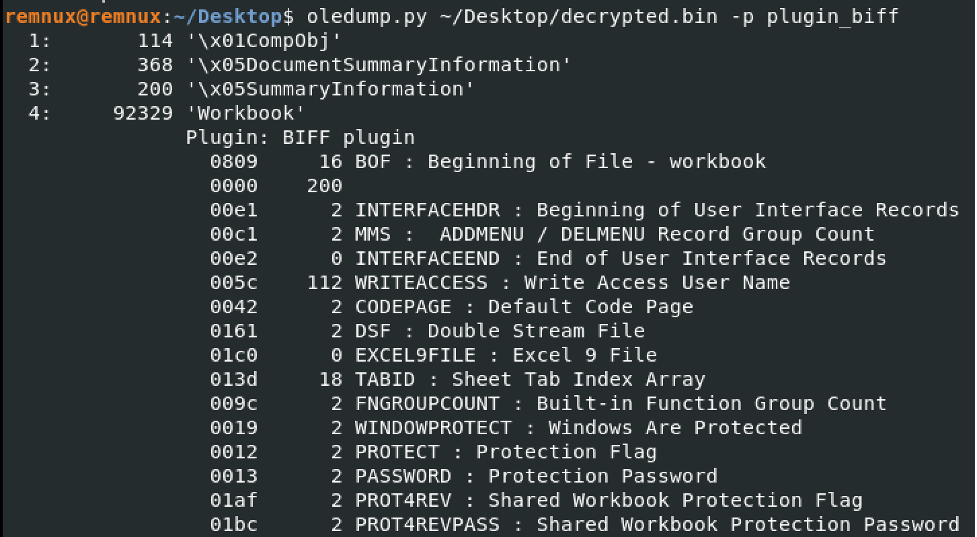 remnux@remnux:~/Desktop$ oledump.py ~/Desktop/decrypted.bin -p plugin_biff
  1:       114 '\x01CompObj'
  2:       368 '\x05DocumentSummaryInformation'
  3:       200 '\x05SummaryInformation'
  4:     92329 'Workbook'
               Plugin: BIFF plugin
                 0809     16 BOF : Beginning of File - workbook
                 0000    200
                 00e1      2 INTERFACEHDR : Beginning of User Interface Records
                 00c1      2 MMS :  ADDMENU / DELMENU Record Group Count
                 00e2      0 INTERFACEEND : End of User Interface Records
                 005c    112 WRITEACCESS : Write Access User Name
                 0042      2 CODEPAGE : Default Code Page
                 0161      2 DSF : Double Stream File
                 01c0      0 EXCEL9FILE : Excel 9 File
                 013d     18 TABID : Sheet Tab Index Array
                 009c      2 FNGROUPCOUNT : Built-in Function Group Count
                 0019      2 WINDOWPROTECT : Windows Are Protected
                 0012      2 PROTECT : Protection Flag
                 0013      2 PASSWORD : Protection Password
                 01af      2 PROT4REV : Shared Workbook Protection Flag
                 01bc      2 PROT4REVPASS : Shared Workbook Protection Password